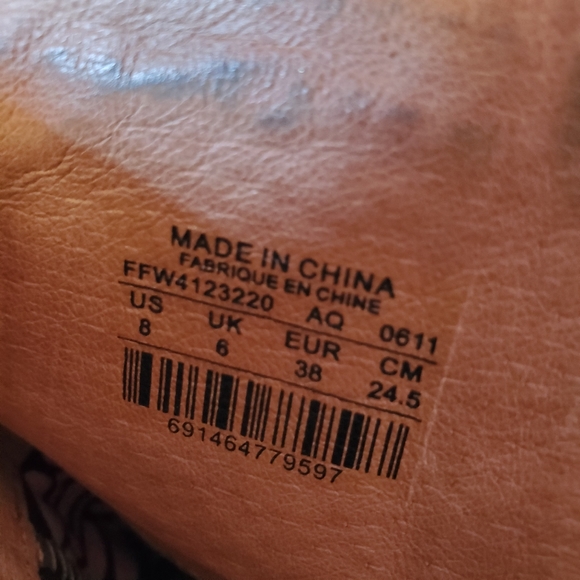 MADE IN CHINA
FABRIQUE EN CHINE
FFW4123220 AQ 0611
US UK EUR CM
8 6 38 24.5
691464779597